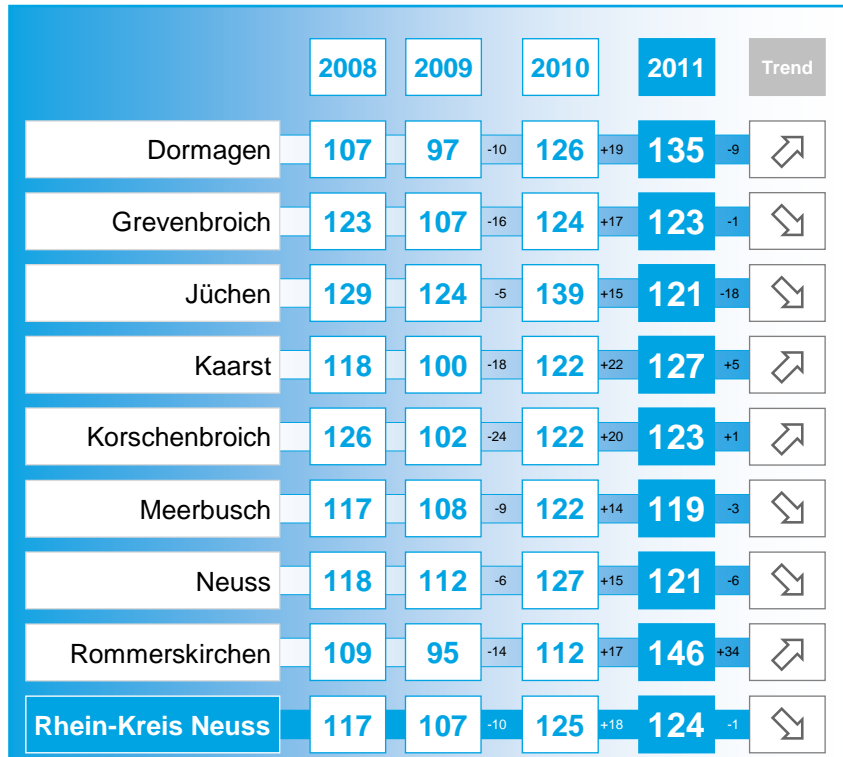 2008 2009 2010 2011 Trend
Dormagen 107 97 -10 126 +19 135 -9
Grevenbroich 123 107 -16 124 +17 123 -1
Jüchen 129 124 -5 139 +15 121 -18
Kaarst 118 100 -18 122 +22 127 +5
Korschenbroich 126 102 -24 122 +20 123 +1
Meerbusch 117 108 -9 122 +14 119 -3
Neuss 118 112 -6 127 +15 121 -6
Rommerskirchen 109 95 -14 112 +17 146 +34
Rhein-Kreis Neuss 117 107 -10 125 +18 124 -1